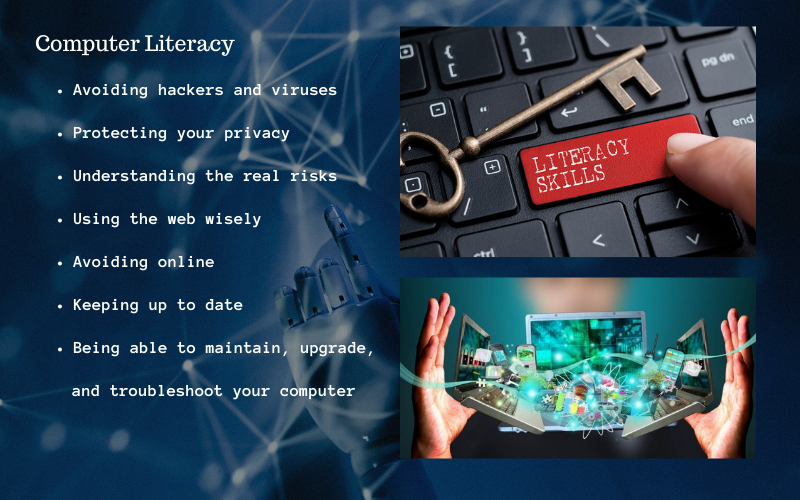 Computer Literacy
• Avoiding hackers and viruses
• Protecting your privacy
• Understanding the real risks
• Using the web wisely
• Avoiding online
• Keeping up to date
• Being able to maintain, upgrade,
and troubleshoot your computer
{ [
} ]
pg dn
"
end
LITERACY
SKILLS
/
<
ctrl